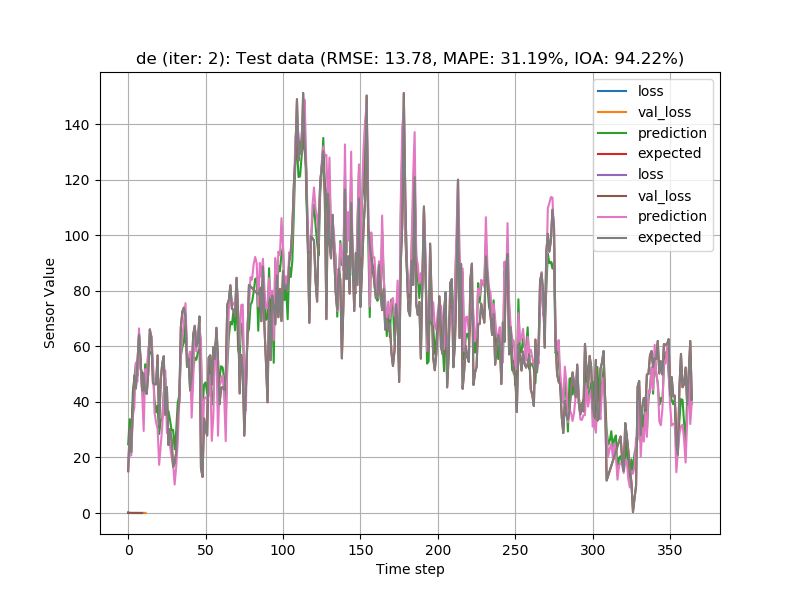 de (iter: 2): Test data (RMSE: 13.78, MAPE: 31.19%, IOA: 94.22%)
loss
val_loss
prediction
expected
loss
val_loss
prediction
expected
Sensor Value
140
120
100
80
60
40
20
0
0 50 100 150 200 250 300 350
Time step